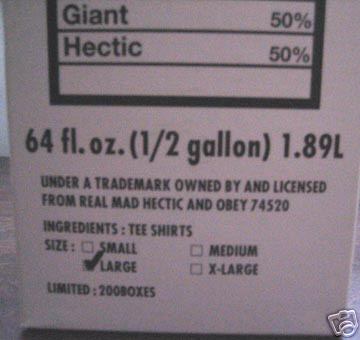 Giant 50%
Hectic 50%
64 fl.oz.(1/2 gallon) 1.89L
UNDER A TRADEMARK OWNED BY AND LICENSED
FROM REAL MAD HECTIC AND OBEY 74520
INGREDIENTS : TEE SHIRTS
SIZE : SMALL MEDIUM
LARGE X-LARGE
LIMITED : 200BOXES
eb